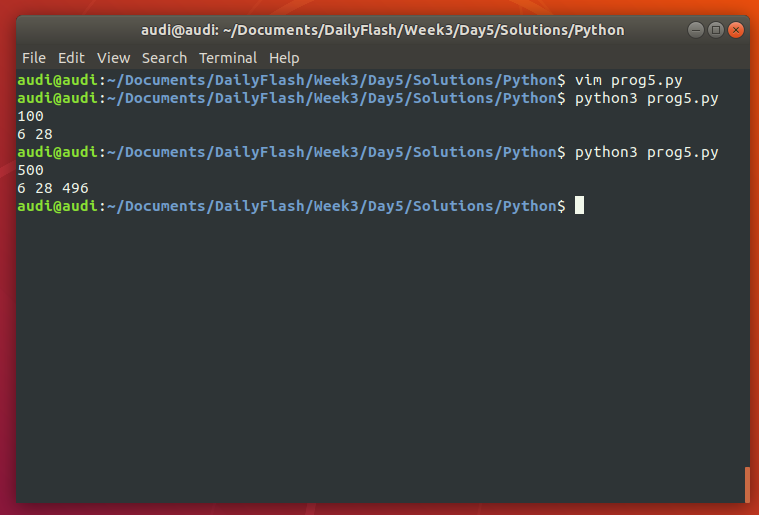 audi@audi: ~/Documents/DailyFlash/Week3/Day5/Solutions/Python
File Edit View Search Terminal Help
audi@audi:~/Documents/DailyFlash/Week3/Day5/Solutions/Python$ vim prog5.py
audi@audi:~/Documents/DailyFlash/Week3/Day5/Solutions/Python$ python3 prog5.py
100
6 28
audi@audi:~/Documents/DailyFlash/Week3/Day5/Solutions/Python$ python3 prog5.py
500
6 28 496
audi@audi:~/Documents/DailyFlash/Week3/Day5/Solutions/Python$